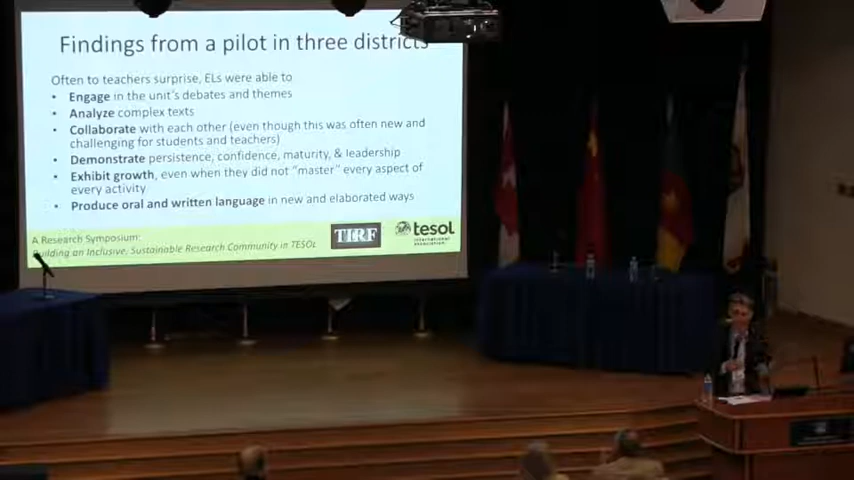 Findings from a pilot in three districts
Often to teachers surprise, ELs were able to
• Engage in the unit's debates and themes
• Analyze complex texts
• Collaborate with each other (even though this was often new and
challenging for students and teachers)
• Demonstrate persistence, confidence, maturity, & leadership
• Exhibit growth, even when they did not "master" every aspect of
every activity
• Produce oral and written language in new and elaborated ways
A Research Symposium:
Building an Inclusive, Sustainable Research Community in TESOL
TIRF
tesol
international
association